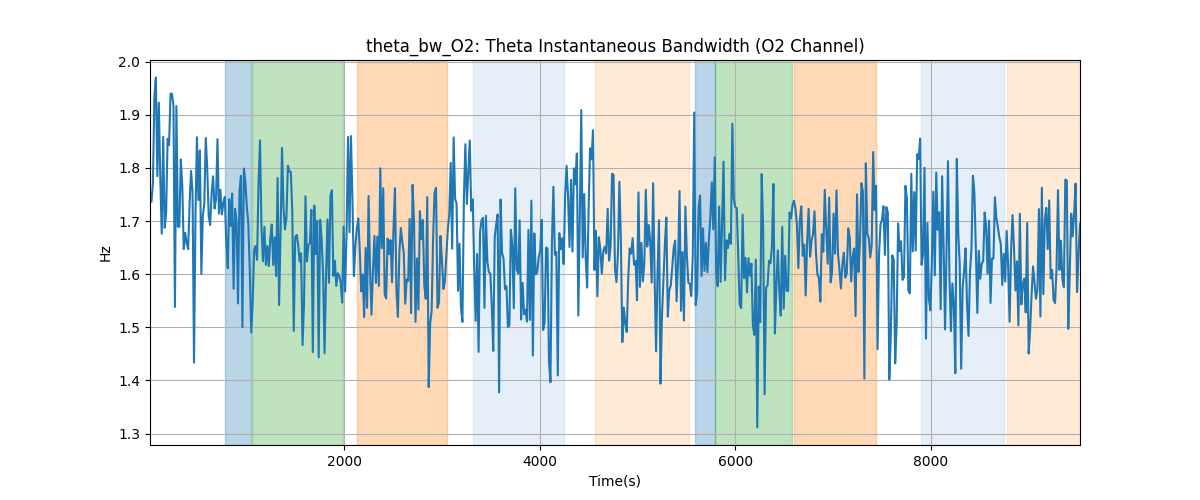 theta_bw_O2: Theta Instantaneous Bandwidth (O2 Channel)
2.0
1.9
1.8
1.7
1.6
1.5
1.4
1.3
Hz
2000 4000 6000 8000
Time(s)